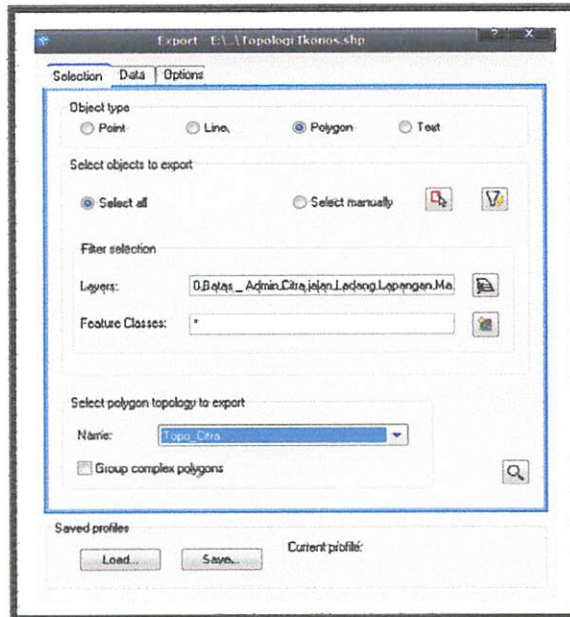 Export E:\..\Topologi Ikonos.shp
Selection Data Options
Object type
Point Line, Polygon Text
Select objects to export
Select all Select manually
Filter selection
Layers: 0,Batas _ Admin,Citra,jalan,Ladang,Lapangan,Ma,
Feature Classes: *
Select polygon topology to export
Name: Topo_Citra
Group complex polygons
Saved profiles
Load... Save... Current profile: